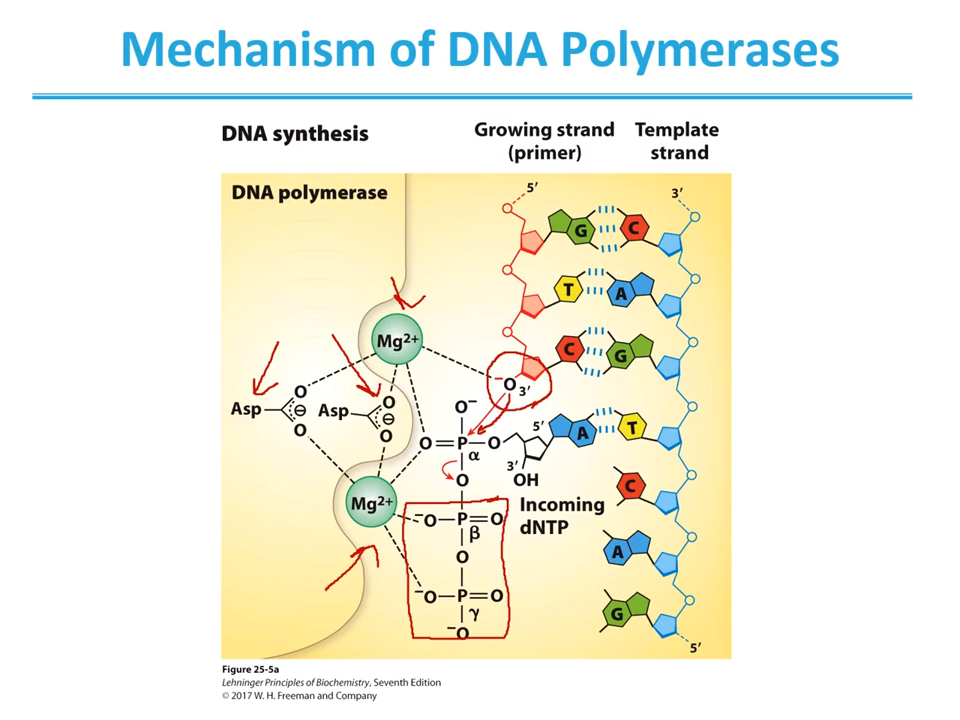 Mechanism of DNA Polymerases
DNA synthesis
Growing strand
(primer)
Template
strand
DNA polymerase
5′
3′
G
C
T
A
Mg2+
C
G
−O 3′
Asp
O
⊖
O
Asp
O
⊖
O
O−
O=P—O
α
5′
A
T
3′
OH
O
C
Mg2+
Incoming
dNTP
−O—P=O
β
O
A
−O—P=O
γ
−O
G
5′
Figure 25-5a
Lehninger Principles of Biochemistry, Seventh Edition
© 2017 W. H. Freeman and Company